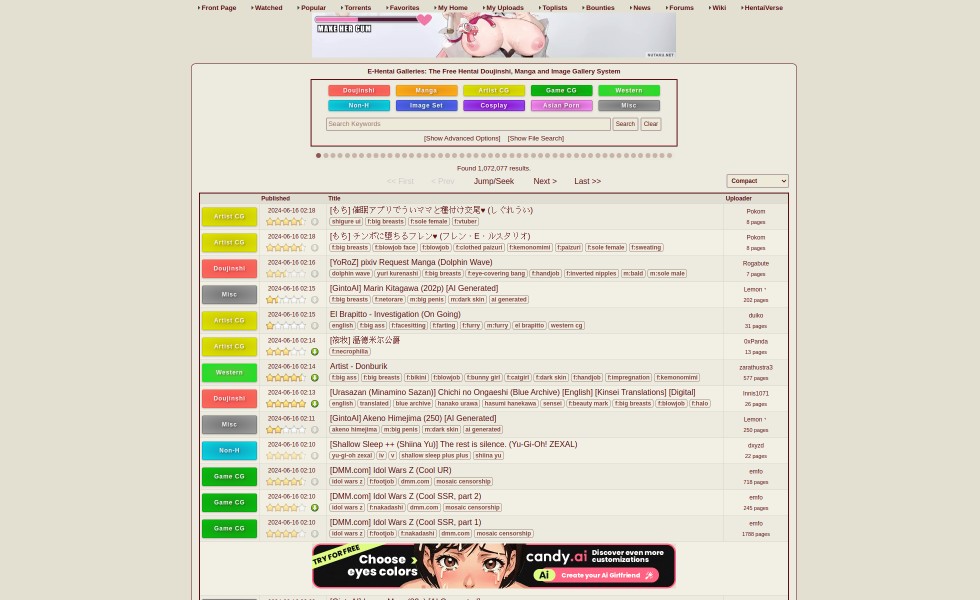 Front Page Watched Popular Torrents Favorites My Home My Uploads Toplists Bounties News Forums Wiki HentaiVerse
MAKE HER CUM
NUTAKU.NET
E-Hentai Galleries: The Free Hentai Doujinshi, Manga and Image Gallery System
Doujinshi Manga Artist CG Game CG Western
Non-H Image Set Cosplay Asian Porn Misc
Search Keywords Search Clear
[Show Advanced Options] [Show File Search]
Found 1,072,077 results.
<< First < Prev Jump/Seek Next > Last >> Compact
Published Title Uploader
Artist CG 2024-06-16 02:18 [もち] 催眠アプリでういママと種付け交尾♥ (しぐれうい) Pokom
shigure ui f:big breasts f:sole female f:vtuber 8 pages
Artist CG 2024-06-16 02:18 [もち] チンポに堕ちるフレン♥ (フレン・E・ルスタリオ) Pokom
f:big breasts f:blowjob face f:blowjob f:clothed paizuri f:kemonomimi f:paizuri f:sole female f:sweating 8 pages
Doujinshi 2024-06-16 02:16 [YoRoZ] pixiv Request Manga (Dolphin Wave) Rogabute
dolphin wave yuri kurenashi f:big breasts f:eye-covering bang f:handjob f:inverted nipples m:bald m:sole male 7 pages
Misc 2024-06-16 02:15 [GintoAI] Marin Kitagawa (202p) [AI Generated] Lemon
f:big breasts f:netorare m:big penis m:dark skin ai generated 202 pages
Artist CG 2024-06-16 02:15 El Brapitto - Investigation (On Going) duiko
english f:big ass f:facesitting f:farting f:furry m:furry el brapitto western cg 31 pages
Artist CG 2024-06-16 02:14 0xPanda
f:necrophilia 13 pages
Western 2024-06-16 02:14 Artist - Donburik zarathustra3
f:big ass f:big breasts f:bikini f:blowjob f:bunny girl f:catgirl f:dark skin f:handjob f:impregnation f:kemonomimi 577 pages
Doujinshi 2024-06-16 02:13 [Urasazan (Minamino Sazan)] Chichi no Ongaeshi (Blue Archive) [English] [Kinsei Translations] [Digital] Innis1071
english translated blue archive hanako urawa hasumi hanekawa sensei f:beauty mark f:big breasts f:blowjob f:halo 26 pages
Misc 2024-06-16 02:11 [GintoAI] Akeno Himejima (250) [AI Generated] Lemon
akeno himejima m:big penis m:dark skin ai generated 250 pages
Non-H 2024-06-16 02:10 [Shallow Sleep ++ (Shiina Yu)] The rest is silence. (Yu-Gi-Oh! ZEXAL) dxyzd
yu-gi-oh zexal iv v shallow sleep plus plus shiina yu 22 pages
Game CG 2024-06-16 02:10 [DMM.com] Idol Wars Z (Cool UR) emfo
idol wars z f:footjob dmm.com mosaic censorship 718 pages
Game CG 2024-06-16 02:10 [DMM.com] Idol Wars Z (Cool SSR, part 2) emfo
idol wars z f:nakadashi dmm.com mosaic censorship 245 pages
Game CG 2024-06-16 02:10 [DMM.com] Idol Wars Z (Cool SSR, part 1) emfo
idol wars z f:footjob f:nakadashi dmm.com mosaic censorship 1788 pages
TRY FOR FREE Choose eyes colors candy.ai Discover even more customizations
Ai Create your AI Girlfriend